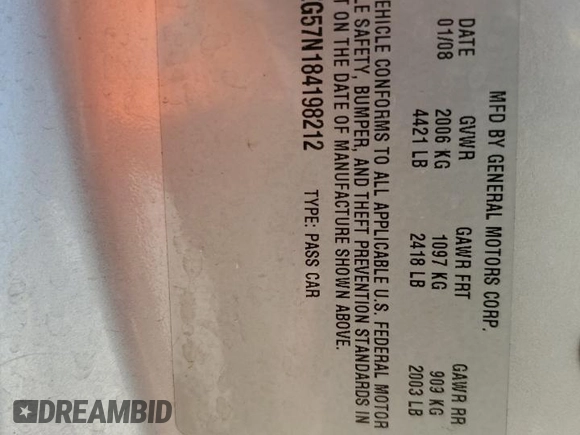 MFD BY GENERAL MOTORS CORP.
DATE GVWR GAWR FRT GAWR RR
01/08 2006 KG 1097 KG 909 KG
4421 LB 2418 LB 2003 LB
EHICLE CONFORMS TO ALL APPLICABLE U.S. FEDERAL MOTOR
LE SAFETY, BUMPER, AND THEFT PREVENTION STANDARDS IN
T ON THE DATE OF MANUFACTURE SHOWN ABOVE.
G57N184198212 TYPE: PASS CAR
DREAMBID